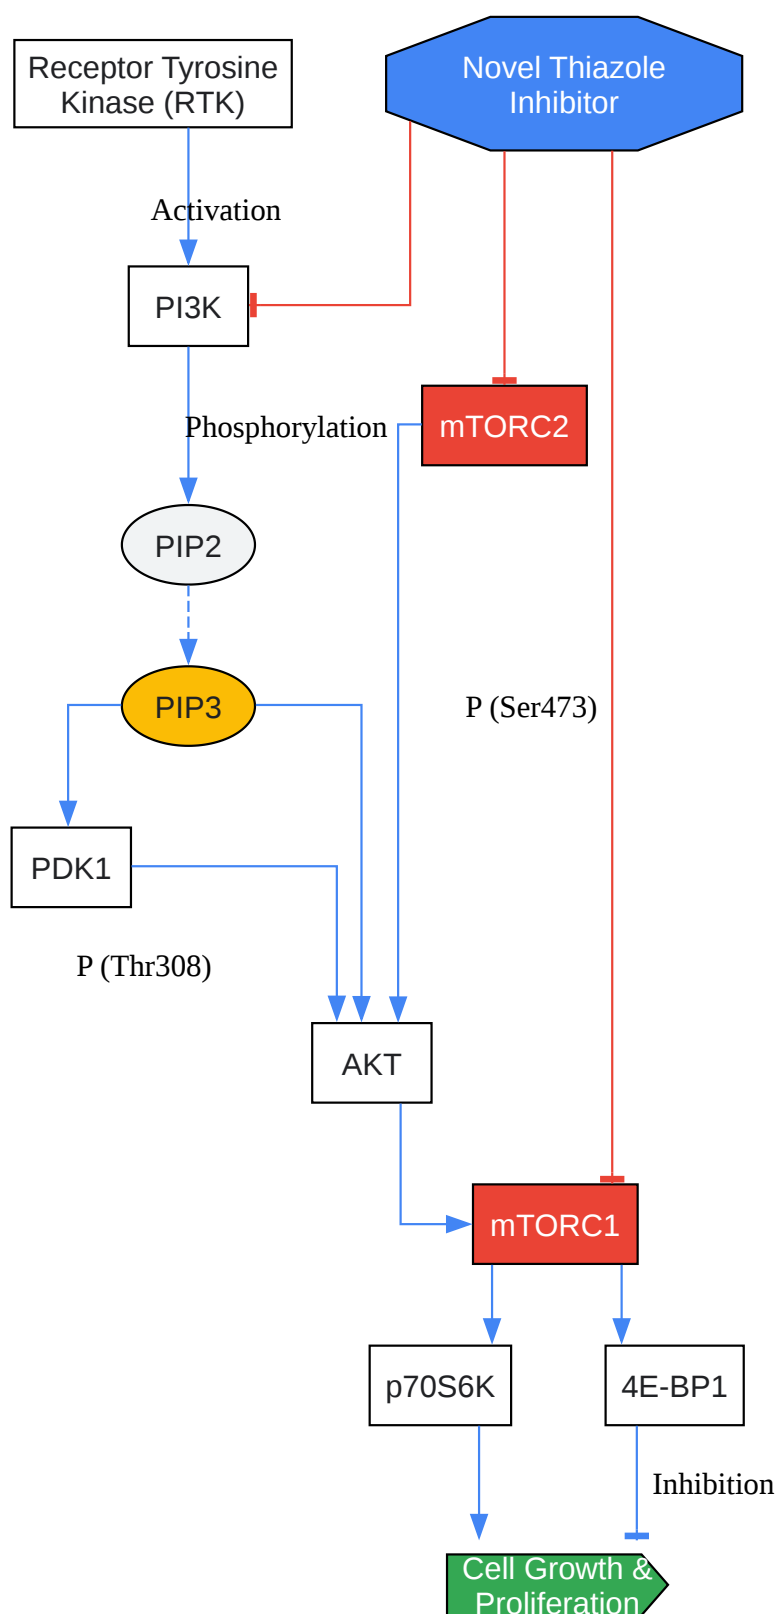 Receptor Tyrosine
Kinase (RTK)
Novel Thiazole
Inhibitor
Activation
PI3K
Phosphorylation
mTORC2
PIP2
PIP3
P (Ser473)
PDK1
P (Thr308)
AKT
mTORC1
p70S6K
4E-BP1
Inhibition
Cell Growth &
Proliferation